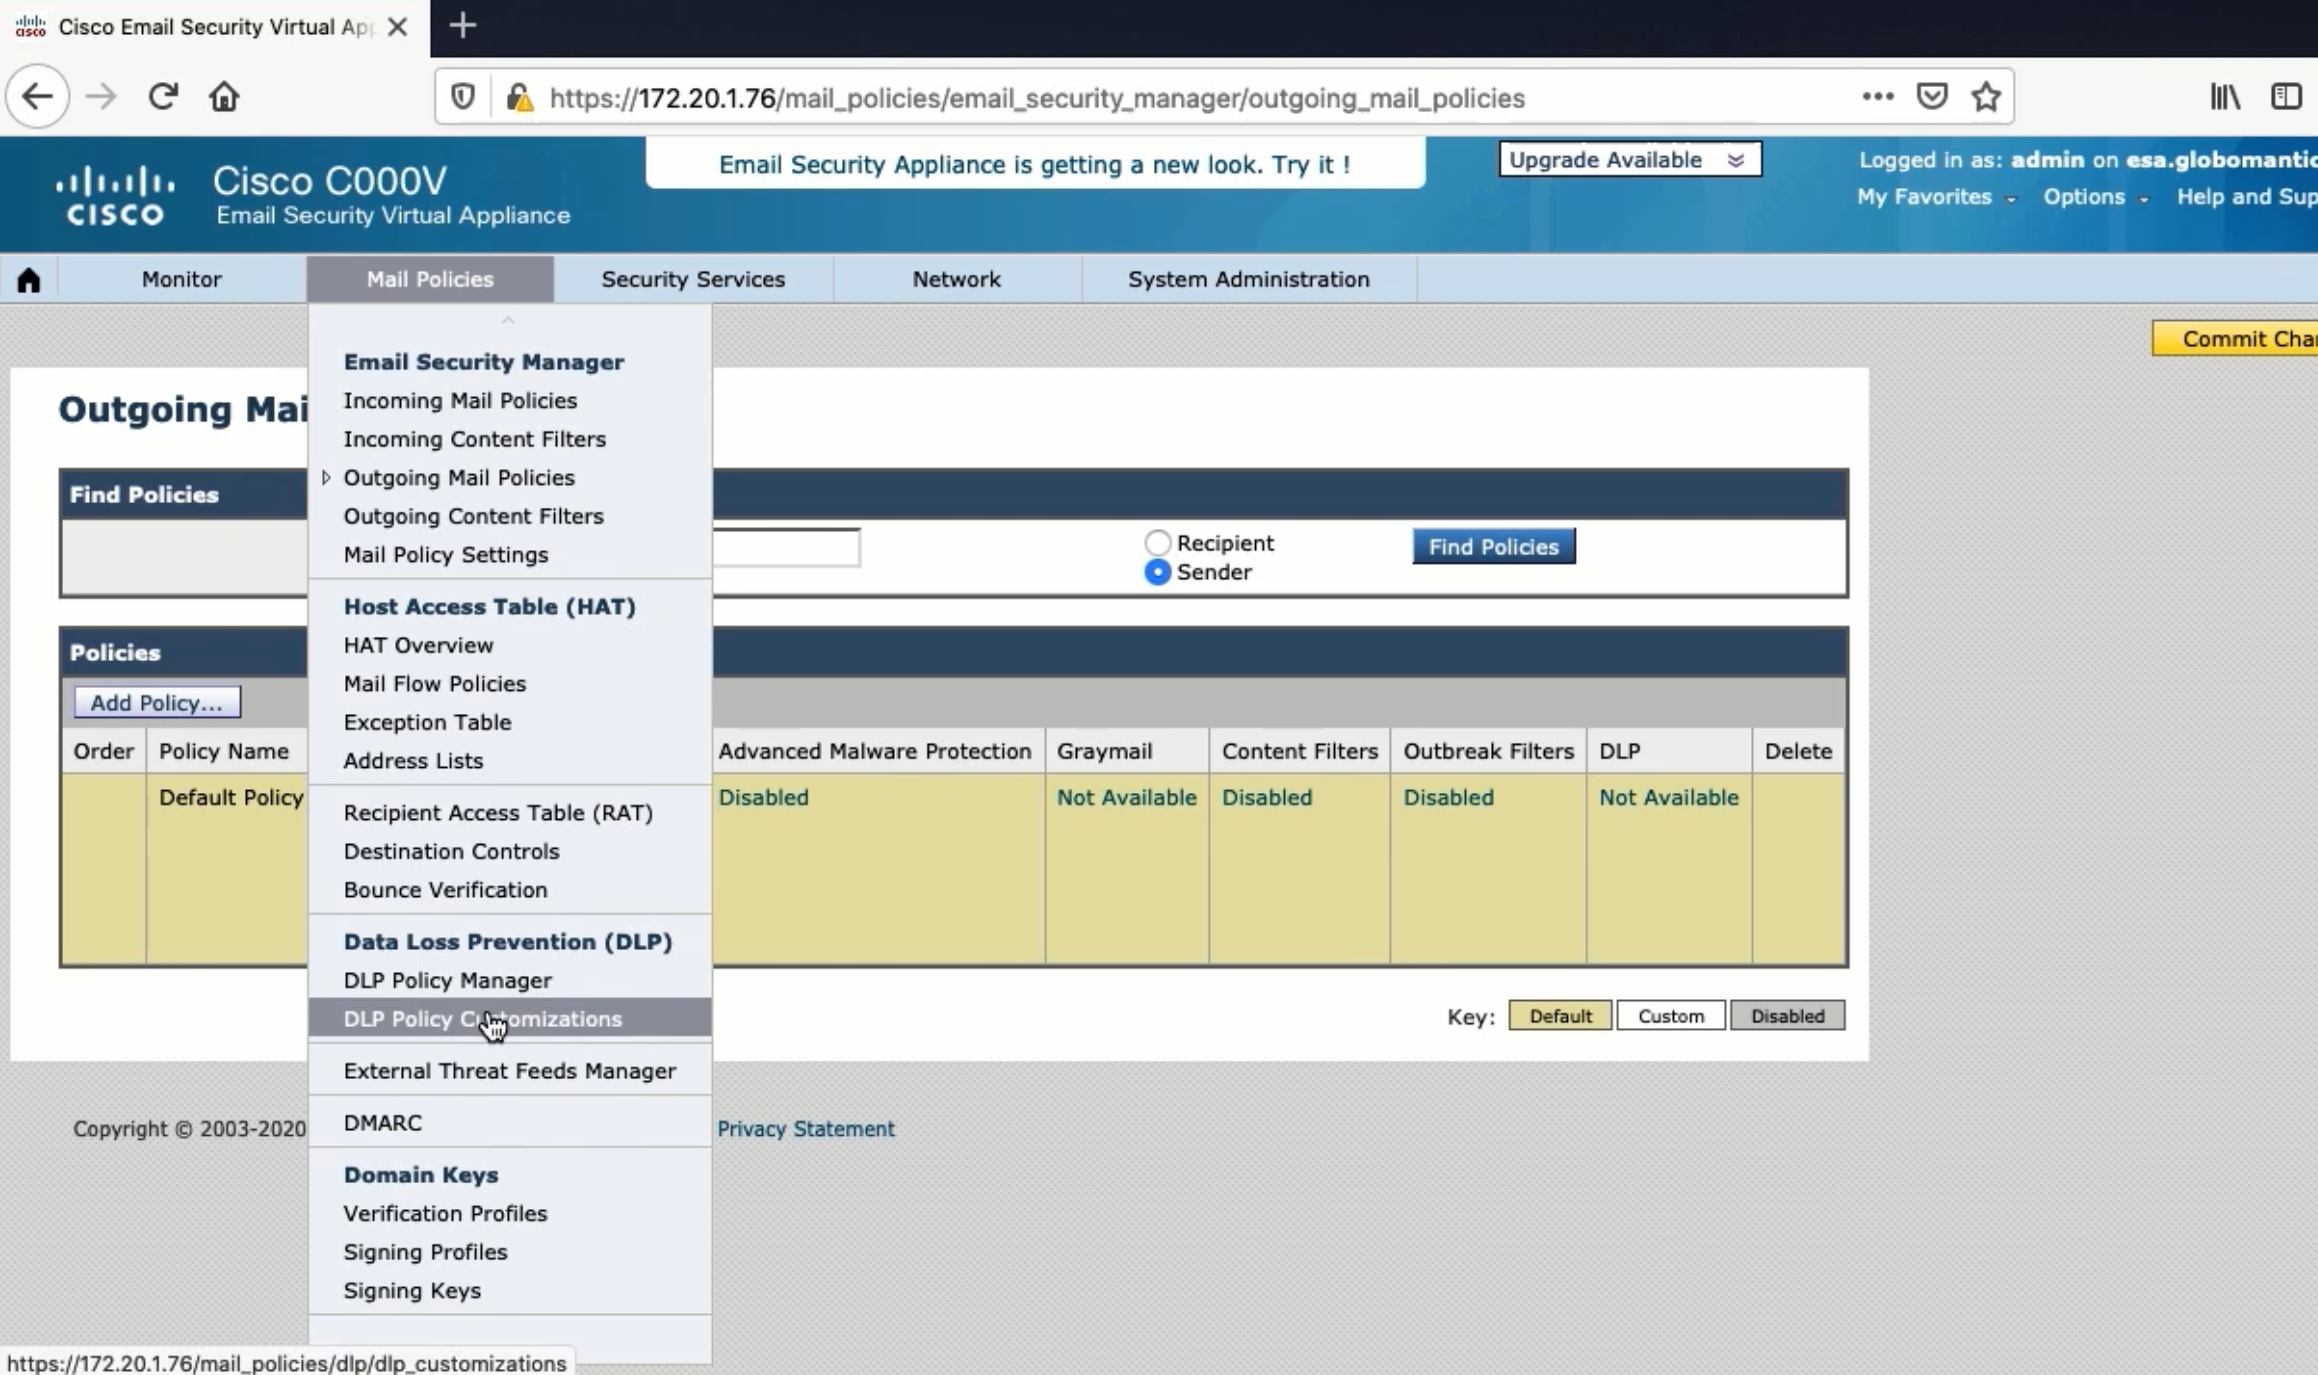 Cisco Email Security Virtual App
https://172.20.1.76/mail_policies/email_security_manager/outgoing_mail_policies
Email Security Appliance is getting a new look. Try it !
Upgrade Available
Logged in as: admin on esa.globomantic
My Favorites
Options
Help and Sup
CISCO
Cisco C000V
Email Security Virtual Appliance
Monitor
Mail Policies
Security Services
Network
System Administration
Commit Cha
Email Security Manager
Incoming Mail Policies
Incoming Content Filters
Outgoing Mail Policies
Outgoing Content Filters
Mail Policy Settings
Host Access Table (HAT)
HAT Overview
Mail Flow Policies
Exception Table
Address Lists
Recipient Access Table (RAT)
Destination Controls
Bounce Verification
Data Loss Prevention (DLP)
DLP Policy Manager
DLP Policy Customizations
External Threat Feeds Manager
DMARC
Domain Keys
Verification Profiles
Signing Profiles
Signing Keys
Outgoing Mai
Find Policies
Recipient
Sender
Find Policies
Policies
Add Policy...
Order
Policy Name
Advanced Malware Protection
Graymail
Content Filters
Outbreak Filters
DLP
Delete
Default Policy
Disabled
Not Available
Disabled
Disabled
Not Available
Key:
Default
Custom
Disabled
Copyright © 2003-2020
Privacy Statement
https://172.20.1.76/mail_policies/dlp/dlp_customizations